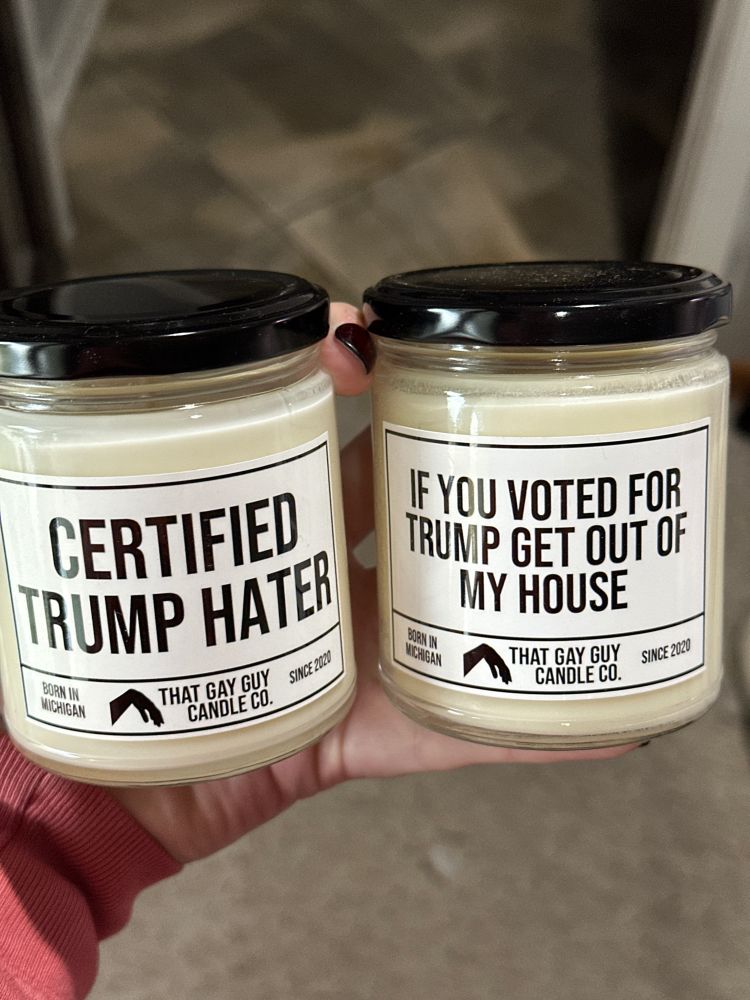 CERTIFIED
TRUMP HATER
BORN IN
MICHIGAN
THAT GAY GUY
CANDLE CO.
SINCE 2020
IF YOU VOTED FOR
TRUMP GET OUT OF
MY HOUSE
BORN IN
MICHIGAN
THAT GAY GUY
CANDLE CO.
SINCE 2020